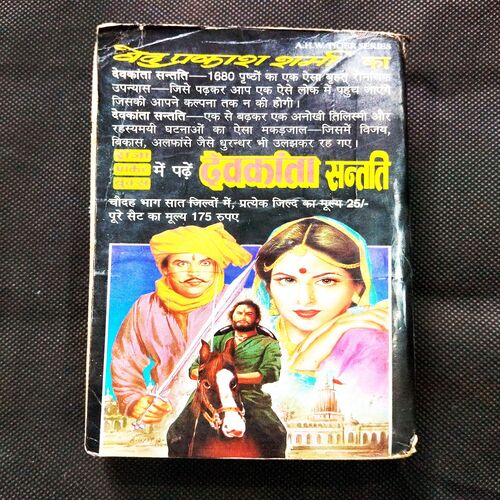 A.H.W. TIGER SERIES
वेद प्रकाश शर्मा का
देवकांता सन्तति—1680 पृष्ठों का एक ऐसा बृहत् रोमांचक
उपन्यास—जिसे पढ़कर आप एक ऐसे लोक में पहुंच जाएंगे
जिसकी आपने कल्पना तक न की होगी।
देवकांता सन्तति—एक से बढ़कर एक अनोखी तिलिस्मी और
रहस्यमयी घटनाओं का ऐसा मकड़जाल—जिसमें विजय,
विकास, अलफांसे जैसे धुरन्धर भी उलझकर रह गए।
राजा पॉकेट बुक्स में पढ़ें देवकांता सन्तति
चौदह भाग सात जिल्दों में, प्रत्येक जिल्द का मूल्य 25/-
पूरे सैट का मूल्य 175 रुपए